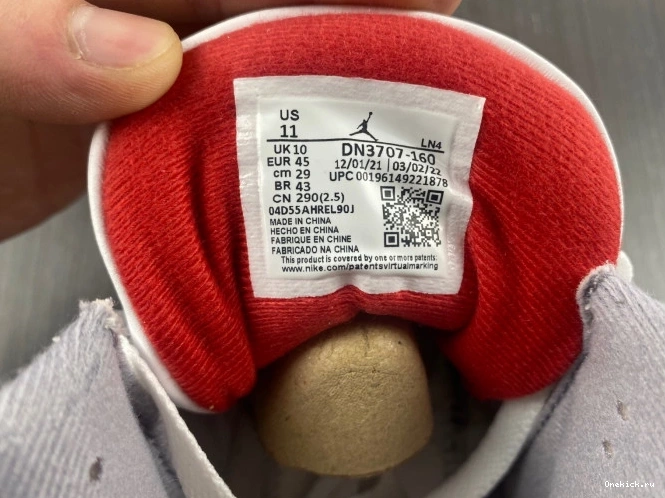 US
11
LN4
UK 10
DN3707-160
EUR 45
12/01/21 | 03/02/22
cm 29
UPC 00196149221878
BR 43
CN 290(2.5)
04D55AHREL90J
MADE IN CHINA
HECHO EN CHINA
FABRIQUE EN CHINE
FABRICADO NA CHINA
This product is covered by one or more patents:
www.nike.com/patentsvirtualmarking
Onekick.ru